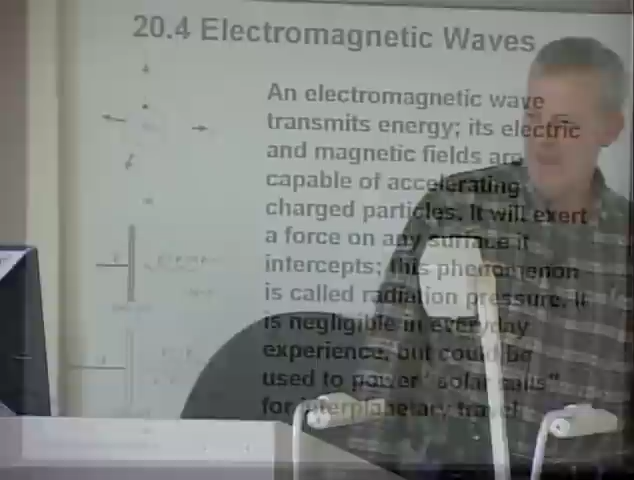 20.4 Electromagnetic Waves
An electromagnetic wave
transmits energy; its electric
and magnetic fields are
capable of accelerating
charged particles. It will exert
a force on any surface it
intercepts; this phenomenon
is called radiation pressure. It
is negligible in everyday
experience, but could be
used to power "solar sails"
for interplanetary travel.